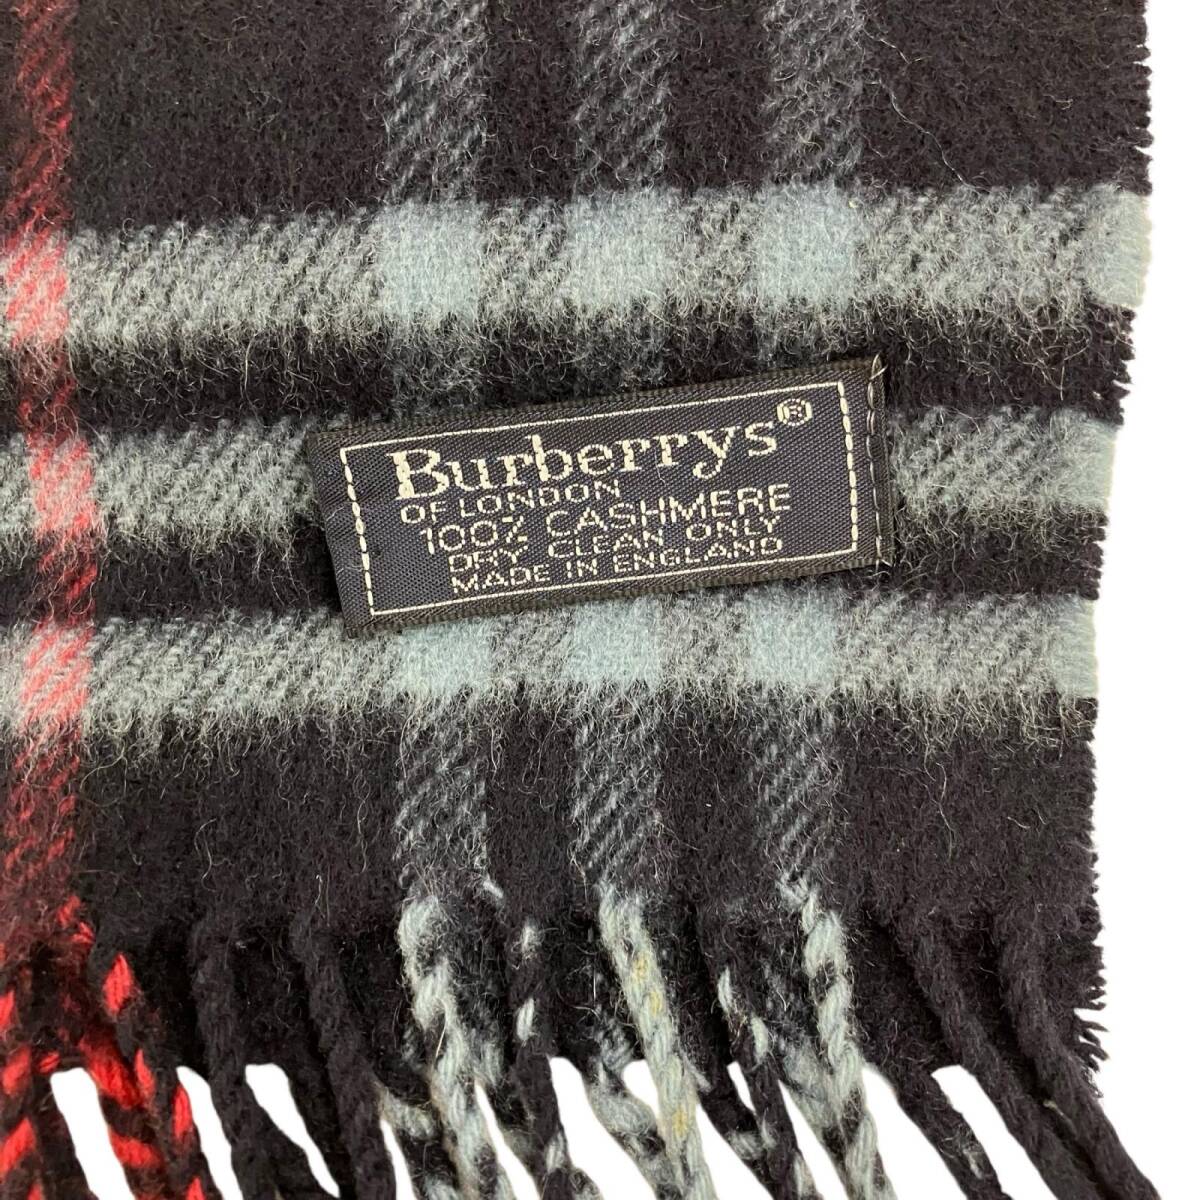 Burberrys®
OF LONDON
100% CASHMERE
DRY CLEAN ONLY
MADE IN ENGLAND